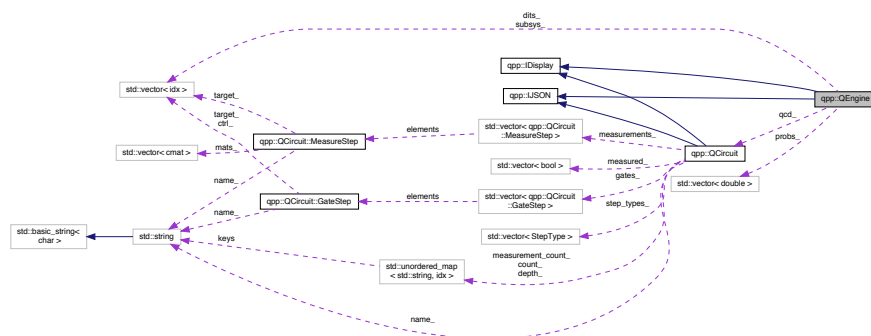 dits_
subsys_
qpp::IDisplay
std::vector< idx >
_target_
qpp::IJSON
qpp::QEngine
target_
ctrl_
elements
std::vector< qpp::QCircuit
::MeasureStep >
measurements_
qcd_
probs_
std::vector< cmat >
mats_
qpp::QCircuit::MeasureStep
qpp::QCircuit
std::vector< bool >
measured_
std::vector< double >
name_
gates_
elements
std::vector< qpp::QCircuit
::GateStep >
qpp::QCircuit::GateStep
step_types_
name_
std::basic_string<
char >
std::string
std::vector< StepType >
keys
std::unordered_map
< std::string, idx >
measurement_count_
count_
depth_
name_